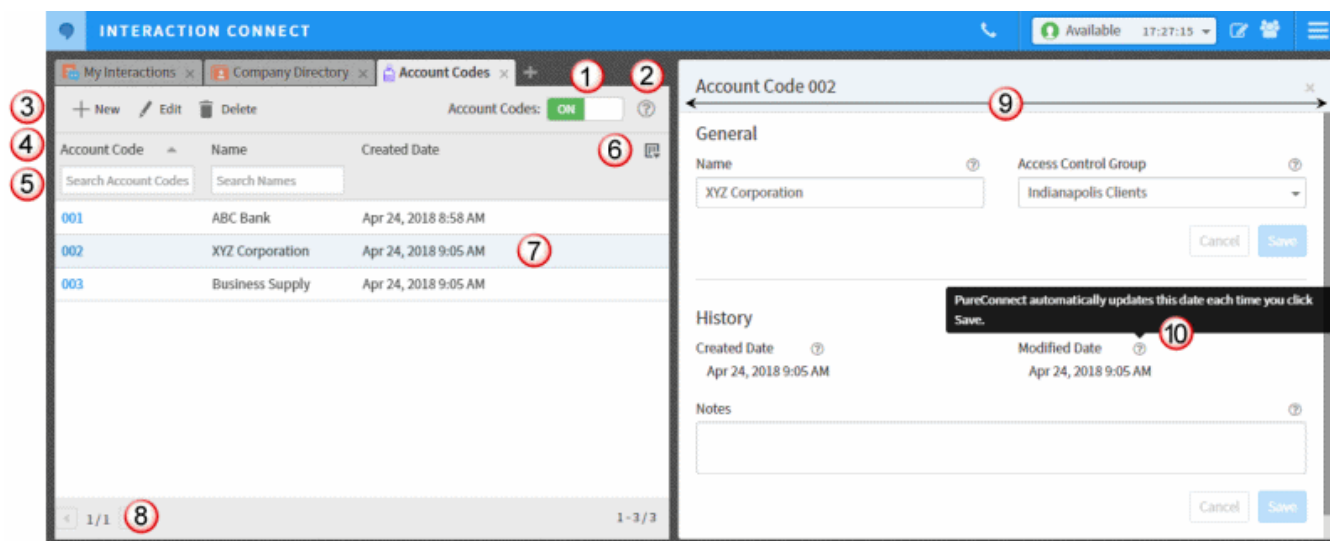 INTERACTION CONNECT
Available 17:27:15
My Interactions × Company Directory × Account Codes × +
1
2
3
+ New Edit Delete Account Codes: ON ?
4
Account Code Name Created Date
6
5
Search Account Codes Search Names
001 ABC Bank Apr 24, 2018 8:58 AM
002 XYZ Corporation Apr 24, 2018 9:05 AM
7
003 Business Supply Apr 24, 2018 9:05 AM
1/1
8
1-3/3
Account Code 002 ×
9
General
Name ? Access Control Group ?
XYZ Corporation Indianapolis Clients
Cancel Save
PureConnect automatically updates this date each time you click
Save.
History
10
Created Date ? Modified Date ?
Apr 24, 2018 9:05 AM Apr 24, 2018 9:05 AM
Notes ?
Cancel Save